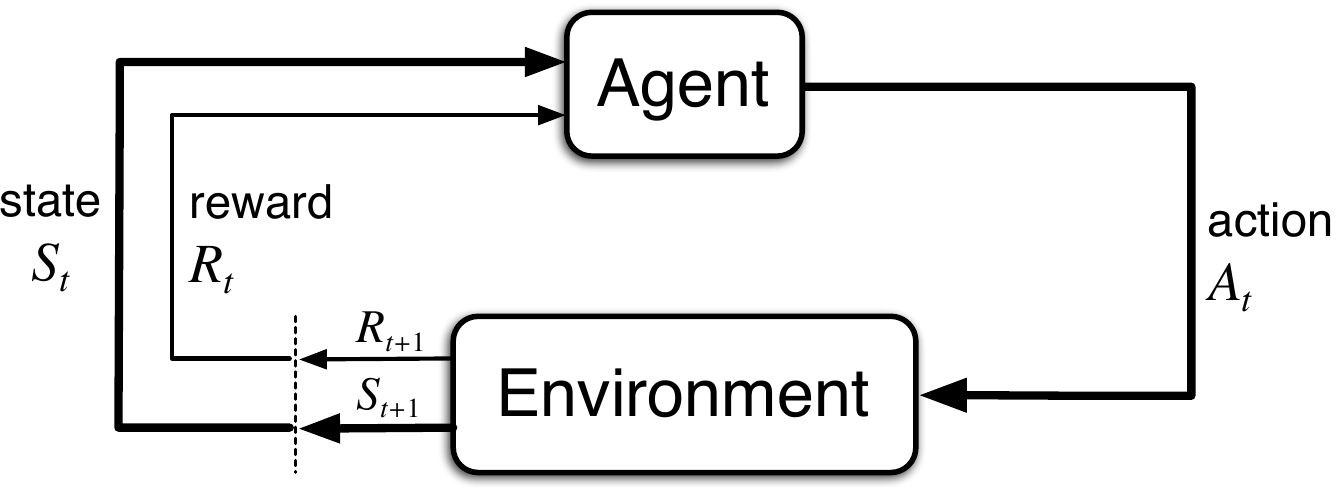 Agent
state
S_t
reward
R_t
action
A_t
R_{t+1}
S_{t+1}
Environment